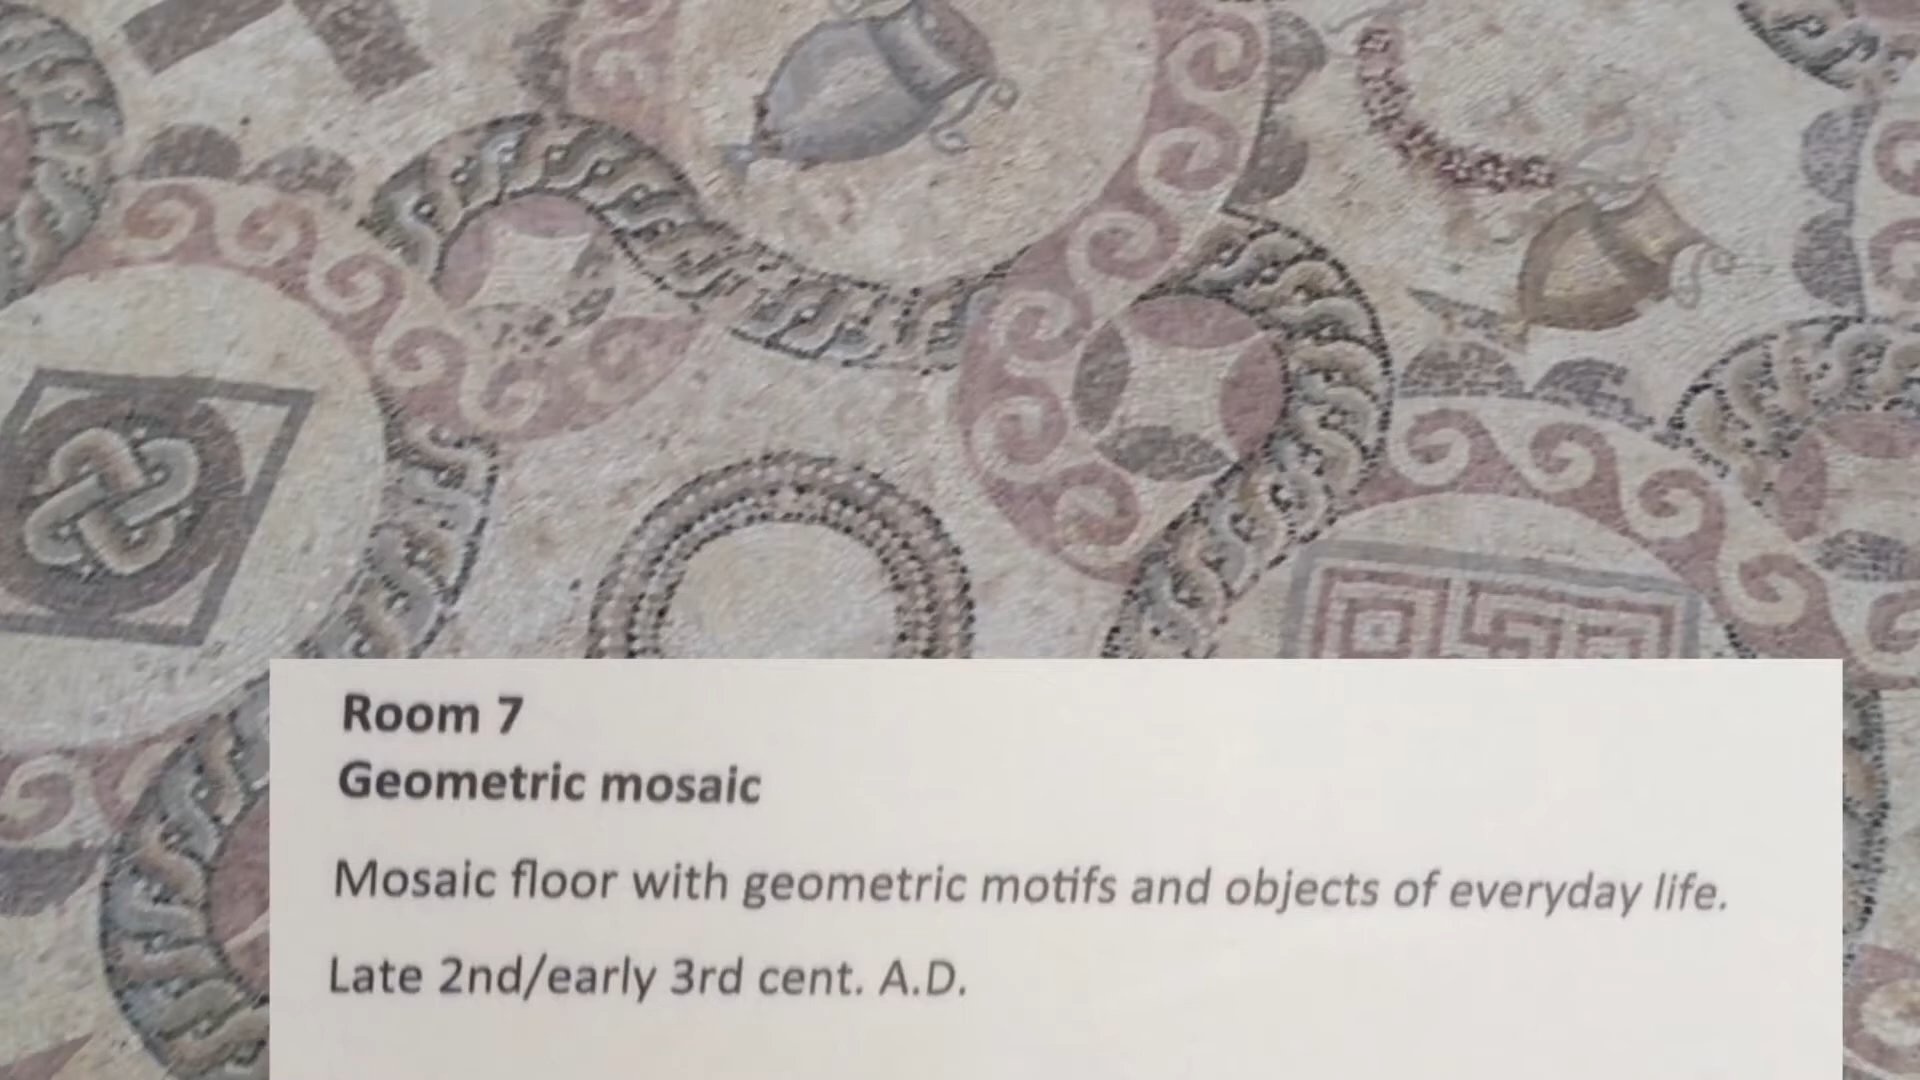 Room 7
Geometric mosaic
Mosaic floor with geometric motifs and objects of everyday life.
Late 2nd/early 3rd cent. A.D.